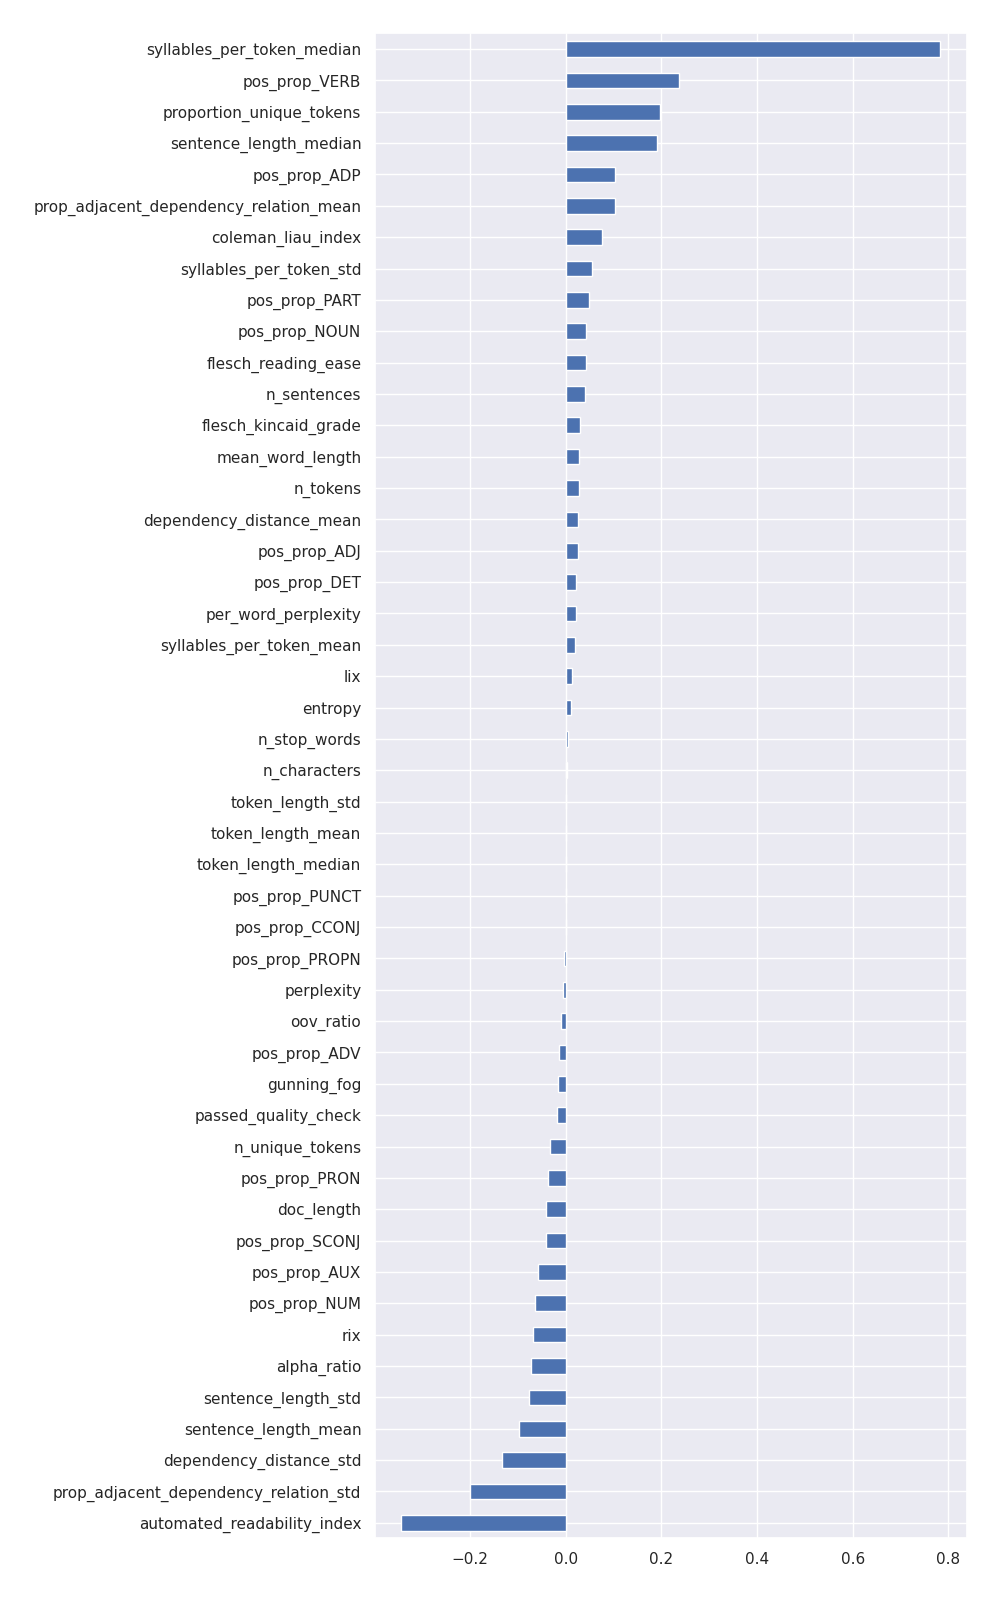 syllables_per_token_median
pos_prop_VERB
proportion_unique_tokens
sentence_length_median
pos_prop_ADP
prop_adjacent_dependency_relation_mean
coleman_liau_index
syllables_per_token_std
pos_prop_PART
pos_prop_NOUN
flesch_reading_ease
n_sentences
flesch_kincaid_grade
mean_word_length
n_tokens
dependency_distance_mean
pos_prop_ADJ
pos_prop_DET
per_word_perplexity
syllables_per_token_mean
lix
entropy
n_stop_words
n_characters
token_length_std
token_length_mean
token_length_median
pos_prop_PUNCT
pos_prop_CCONJ
pos_prop_PROPN
perplexity
oov_ratio
pos_prop_ADV
gunning_fog
passed_quality_check
n_unique_tokens
pos_prop_PRON
doc_length
pos_prop_SCONJ
pos_prop_AUX
pos_prop_NUM
rix
alpha_ratio
sentence_length_std
sentence_length_mean
dependency_distance_std
prop_adjacent_dependency_relation_std
automated_readability_index
−0.2 0.0 0.2 0.4 0.6 0.8